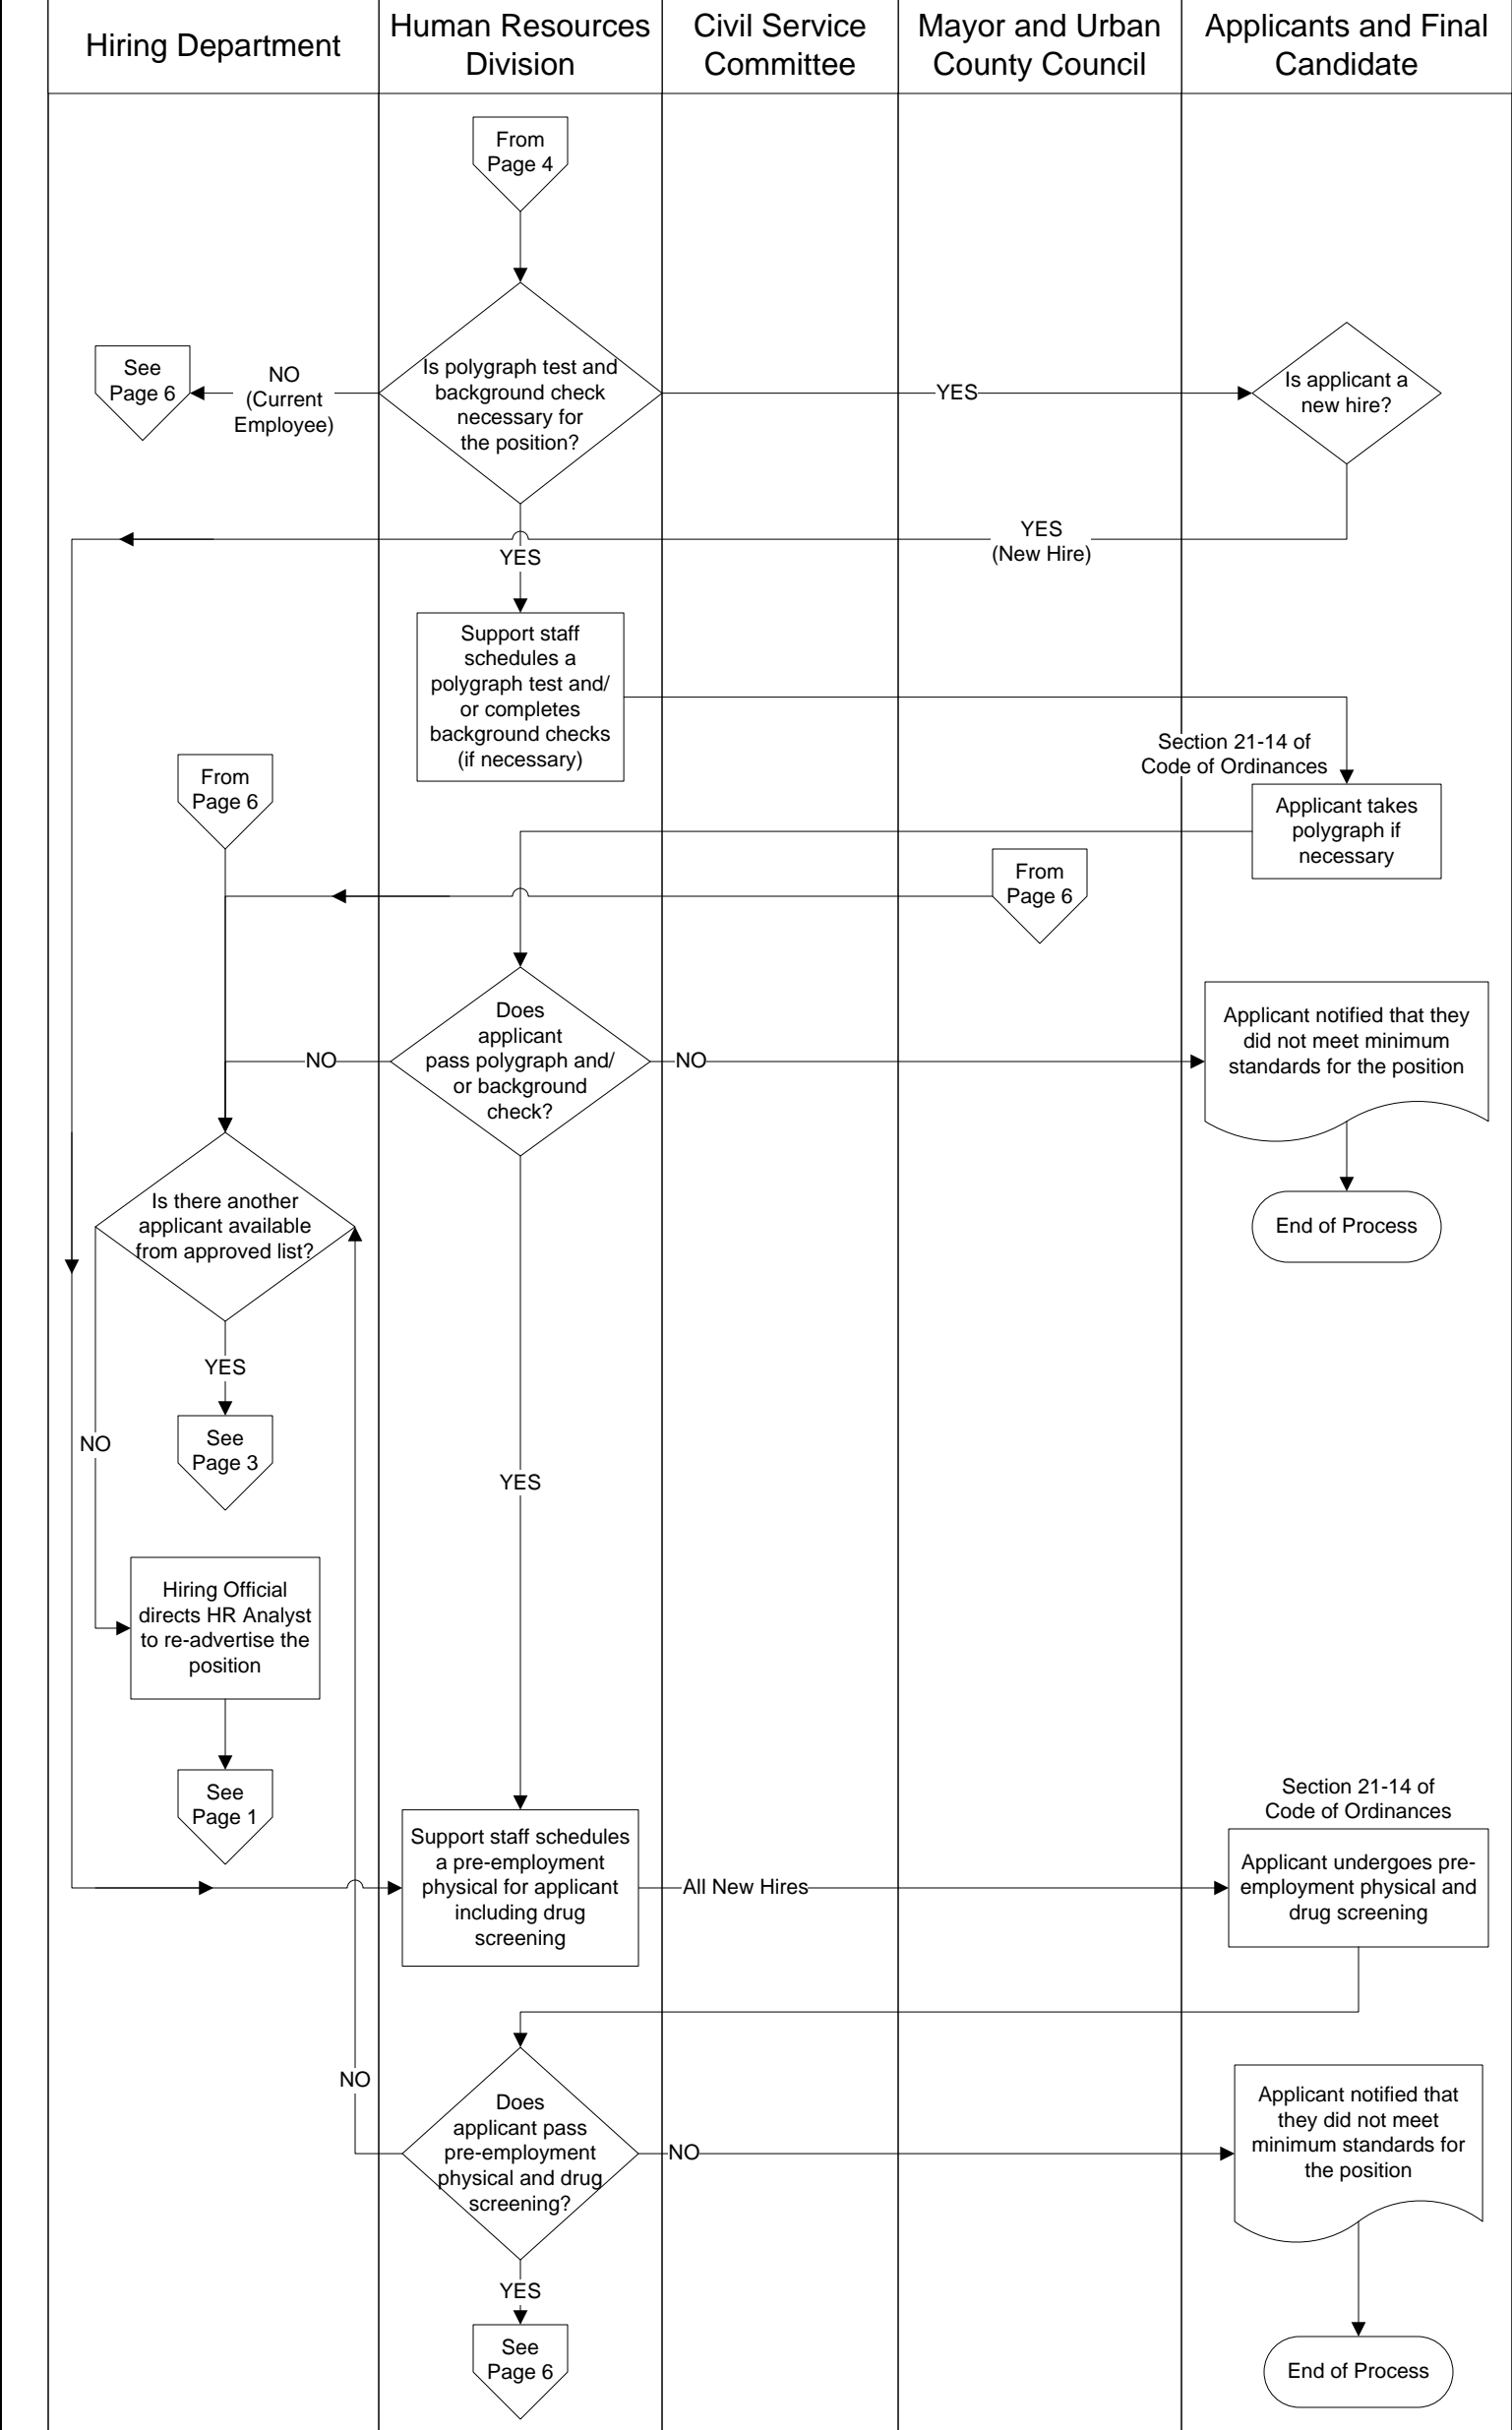 Hiring Department
Human Resources
Division
Civil Service
Committee
Mayor and Urban
County Council
Applicants and Final
Candidate
From
Page 4
See
Page 6
NO
(Current
Employee)
Is polygraph test and
background check
necessary for
the position?
YES
Is applicant a
new hire?
YES
(New Hire)
YES
Support staff
schedules a
polygraph test and/
or completes
background checks
(if necessary)
Section 21-14 of
Code of Ordinances
From
Page 6
Applicant takes
polygraph if
necessary
From
Page 6
Does
applicant
pass polygraph and/
or background
check?
NO
NO
Applicant notified that they
did not meet minimum
standards for the position
Is there another
applicant available
from approved list?
End of Process
YES
NO
See
Page 3
YES
Hiring Official
directs HR Analyst
to re-advertise the
position
See
Page 1
Support staff schedules
a pre-employment
physical for applicant
including drug
screening
All New Hires
Section 21-14 of
Code of Ordinances
Applicant undergoes pre-
employment physical and
drug screening
NO
Does
applicant pass
pre-employment
physical and drug
screening?
NO
Applicant notified that
they did not meet
minimum standards for
the position
YES
See
Page 6
End of Process